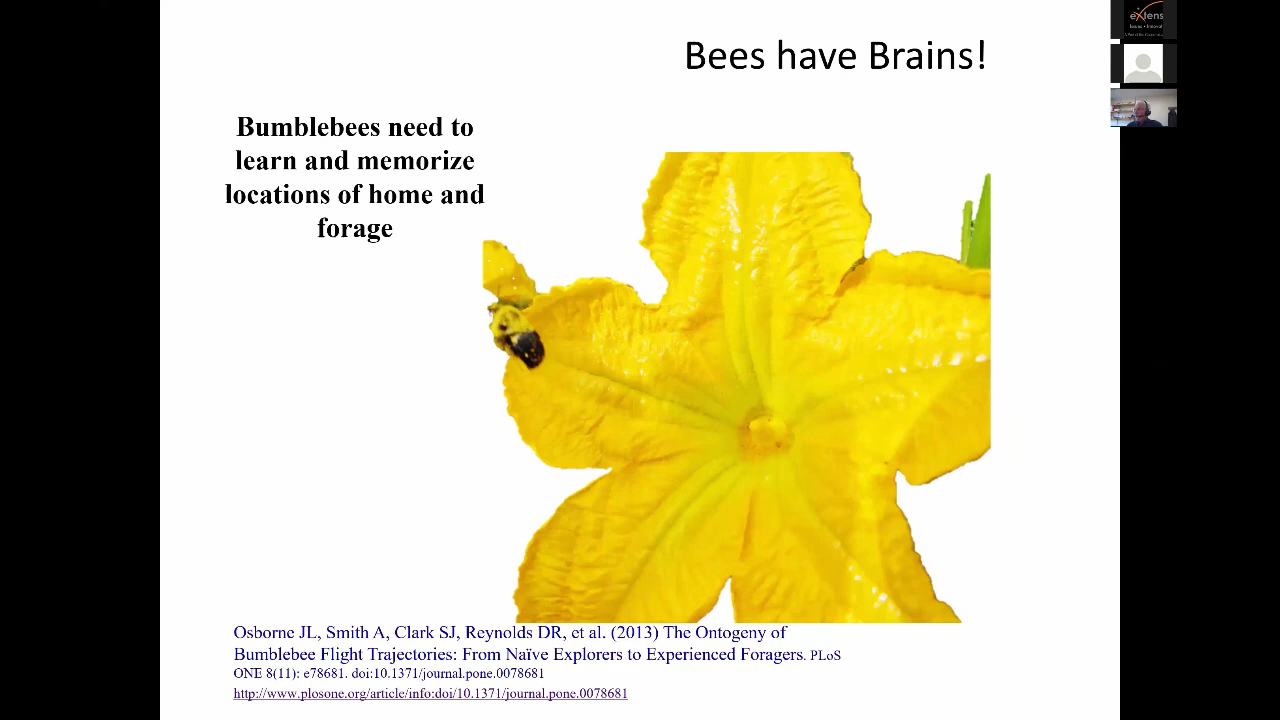 Bees have Brains!
Bumblebees need to
learn and memorize
locations of home and
forage
Osborne JL, Smith A, Clark SJ, Reynolds DR, et al. (2013) The Ontogeny of
Bumblebee Flight Trajectories: From Naïve Explorers to Experienced Foragers. PLoS
ONE 8(11): e78681. doi:10.1371/journal.pone.0078681
http://www.plosone.org/article/info:doi/10.1371/journal.pone.0078681
eXtens